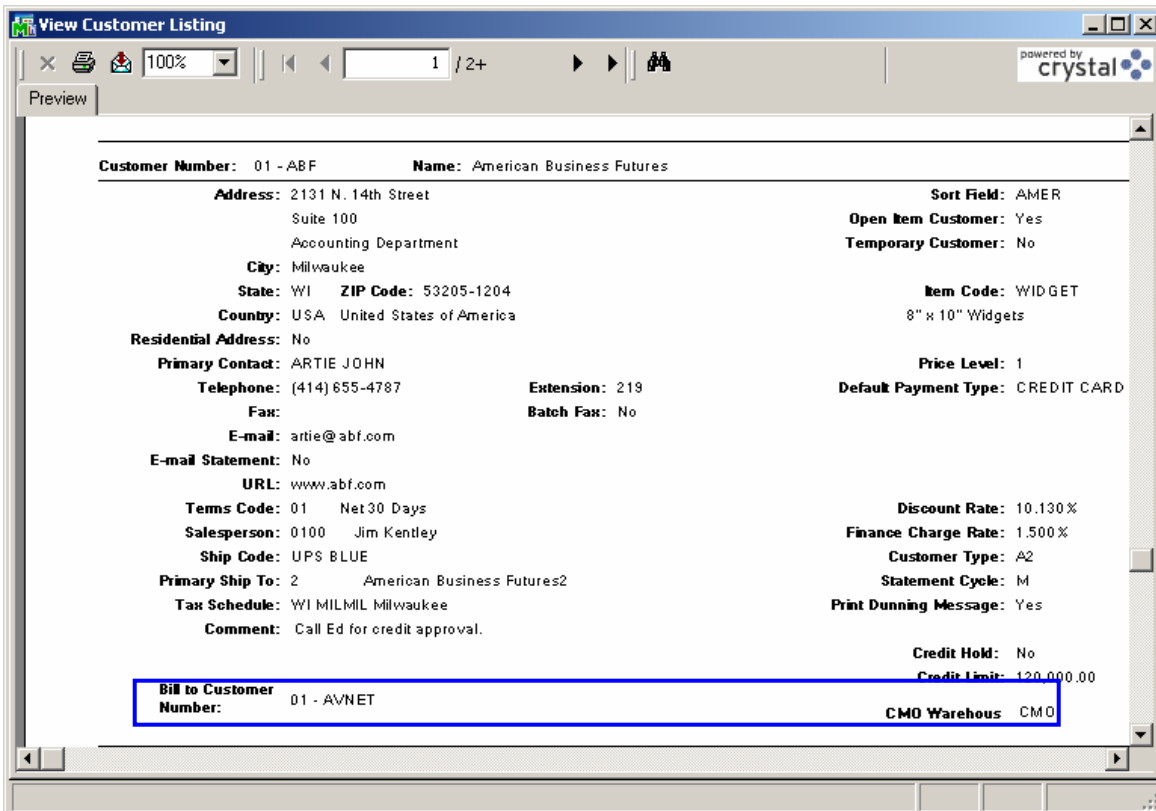 View Customer Listing
100% 1 / 2+ powered by crystal
Preview
Customer Number: 01 - ABF Name: American Business Futures
Address: 2131 N. 14th Street Sort Field: AMER
Suite 100 Open Item Customer: Yes
Accounting Department Temporary Customer: No
City: Milwaukee
State: WI ZIP Code: 53205-1204 Item Code: WIDGET
Country: USA United States of America 8" x 10" Widgets
Residential Address: No
Primary Contact: ARTIE JOHN Price Level: 1
Telephone: (414) 655-4787 Extension: 219 Default Payment Type: CREDIT CARD
Fax: Batch Fax: No
E-mail: artie@abf.com
E-mail Statement: No
URL: www.abf.com
Terms Code: 01 Net 30 Days Discount Rate: 10.130%
Salesperson: 0100 Jim Kentley Finance Charge Rate: 1.500%
Ship Code: UPS BLUE Customer Type: A2
Primary Ship To: 2 American Business Futures2 Statement Cycle: M
Tax Schedule: WI MILMIL Milwaukee Print Dunning Message: Yes
Comment: Call Ed for credit approval.
Credit Hold: No
Credit Limit: 120,000.00
Bill to Customer
Number: 01 - AVNET
CMO Warehous CMO